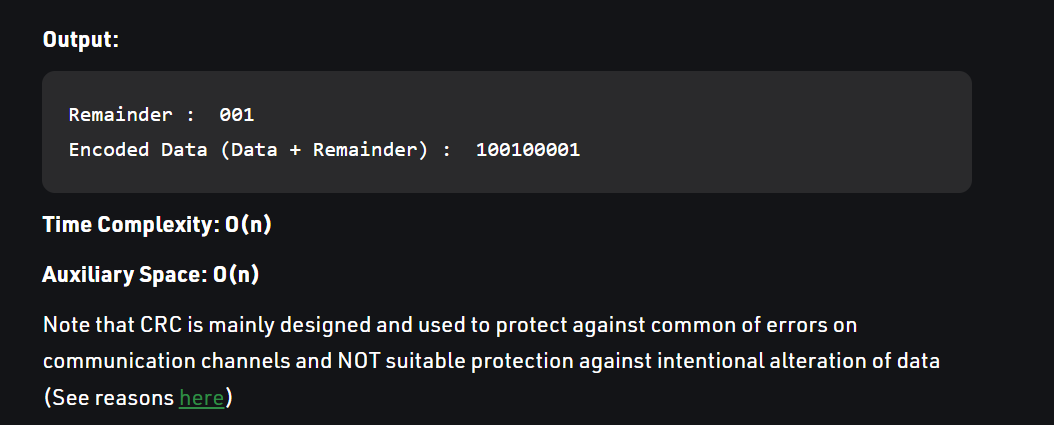 Output:
Remainder :  001
Encoded Data (Data + Remainder) :  100100001
Time Complexity: O(n)
Auxiliary Space: O(n)
Note that CRC is mainly designed and used to protect against common of errors on
communication channels and NOT suitable protection against intentional alteration of data
(See reasons here)